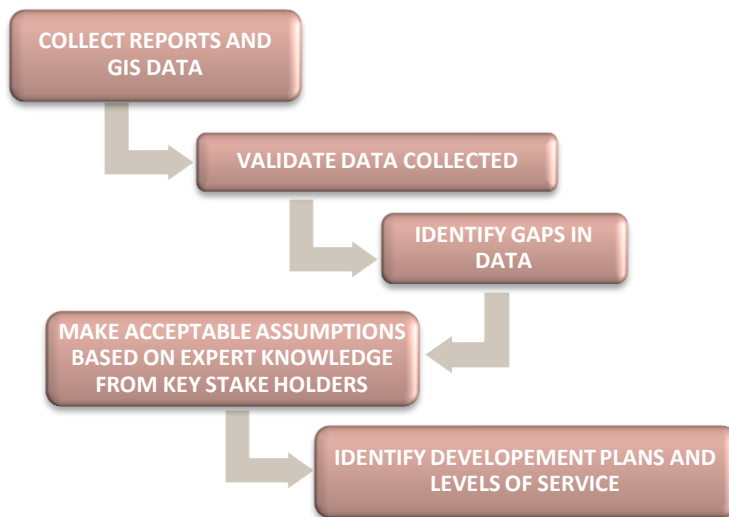 COLLECT REPORTS AND
GIS DATA
VALIDATE DATA COLLECTED
IDENTIFY GAPS IN
DATA
MAKE ACCEPTABLE ASSUMPTIONS
BASED ON EXPERT KNOWLEDGE
FROM KEY STAKE HOLDERS
IDENTIFY DEVELOPEMENT PLANS AND
LEVELS OF SERVICE